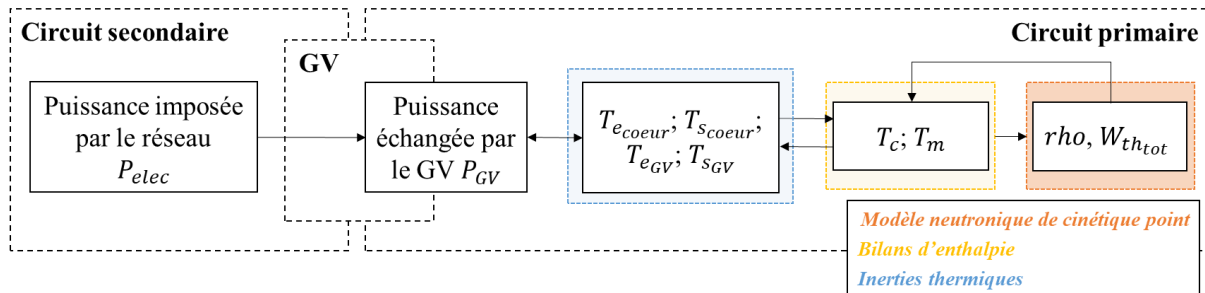 Circuit secondaire
GV
Circuit primaire
Puissance imposée
par le réseau
P_elec
Puissance
échangée par
le GV P_GV
T_e_coeur; T_s_coeur;
T_e_GV; T_s_GV
T_c; T_m
rho, W_th_tot
Modèle neutronique de cinétique point
Bilans d'enthalpie
Inerties thermiques